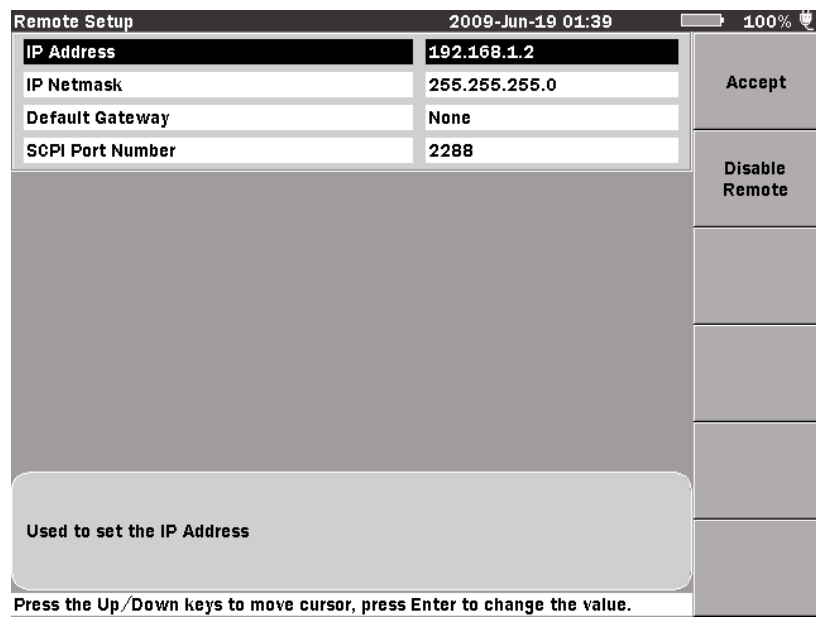 Remote Setup 2009-Jun-19 01:39 100%
IP Address 192.168.1.2
IP Netmask 255.255.255.0
Default Gateway None
SCPI Port Number 2288
Accept
Disable
Remote
Used to set the IP Address
Press the Up/Down keys to move cursor, press Enter to change the value.